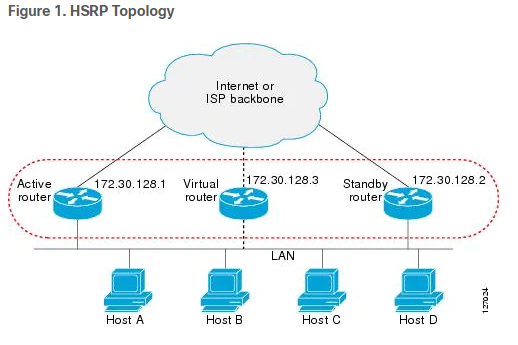 Figure 1. HSRP Topology
Internet or
ISP backbone
Active
router
172.30.128.1
Virtual
router
172.30.128.3
Standby
router
172.30.128.2
LAN
Host A
Host B
Host C
Host D
127024